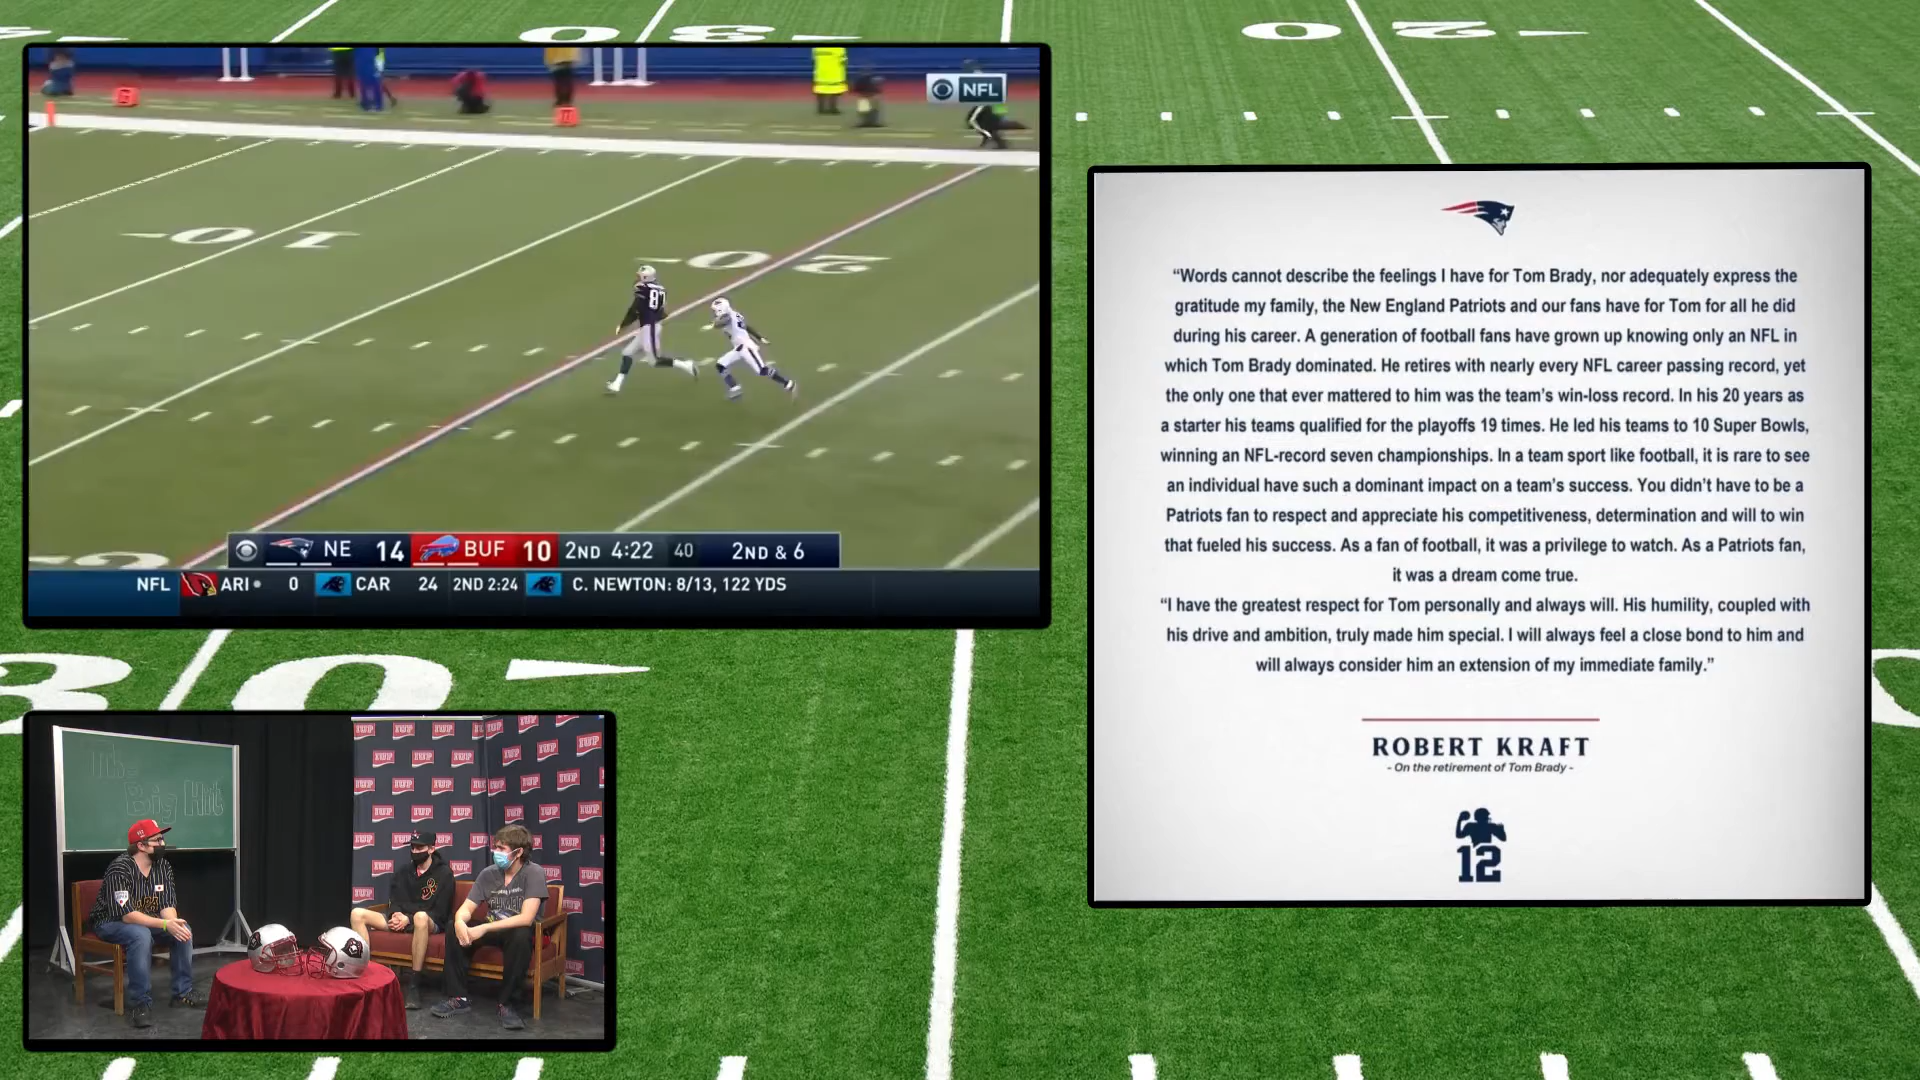 30
20
NFL
10
20
87
NE 14 BUF 10 2ND 4:22 40 2ND & 6
NFL ARI 0 CAR 24 2ND 2:24 C. NEWTON: 8/13, 122 YDS
“Words cannot describe the feelings I have for Tom Brady, nor adequately express the
gratitude my family, the New England Patriots and our fans have for Tom for all he did
during his career. A generation of football fans have grown up knowing only an NFL in
which Tom Brady dominated. He retires with nearly every NFL career passing record, yet
the only one that ever mattered to him was the team’s win-loss record. In his 20 years as
a starter his teams qualified for the playoffs 19 times. He led his teams to 10 Super Bowls,
winning an NFL-record seven championships. In a team sport like football, it is rare to see
an individual have such a dominant impact on a team’s success. You didn’t have to be a
Patriots fan to respect and appreciate his competitiveness, determination and will to win
that fueled his success. As a fan of football, it was a privilege to watch. As a Patriots fan,
it was a dream come true.
“I have the greatest respect for Tom personally and always will. His humility, coupled with
his drive and ambition, truly made him special. I will always feel a close bond to him and
will always consider him an extension of my immediate family.”
ROBERT KRAFT
- On the retirement of Tom Brady -
12
30
Big Hit